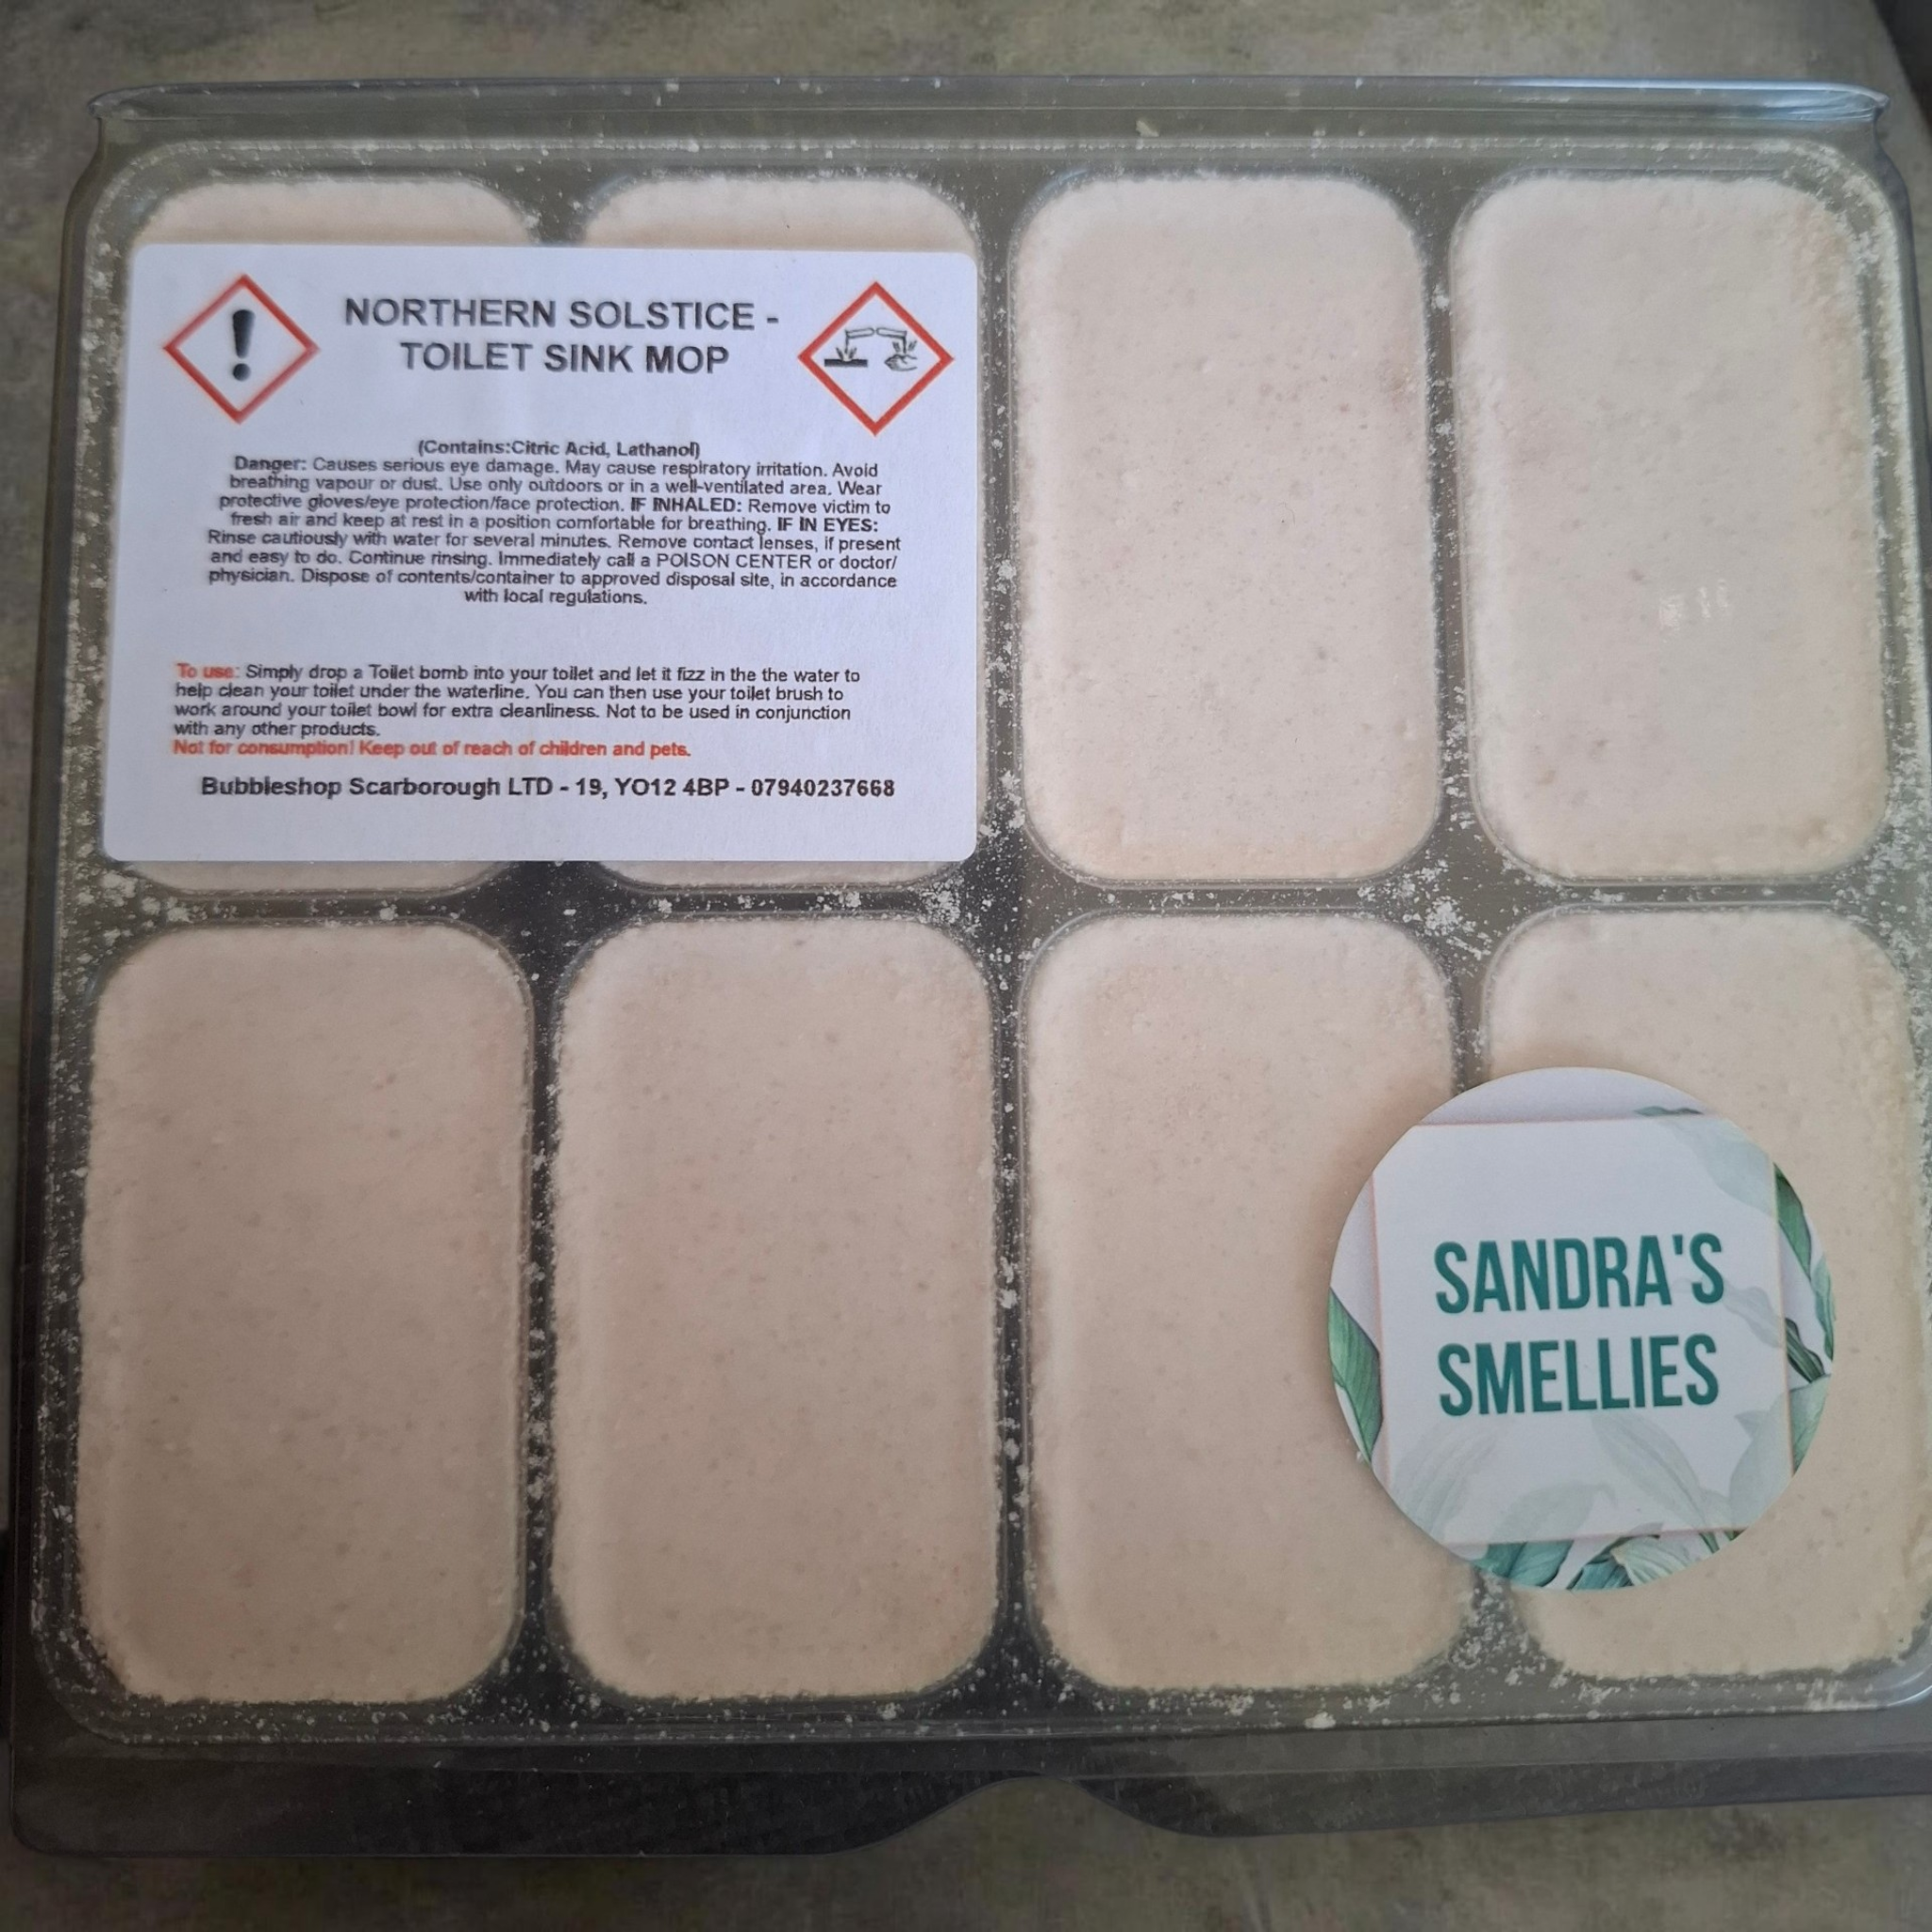 NORTHERN SOLSTICE -
TOILET SINK MOP
(Contains:Citric Acid, Lathanol)
Danger: Causes serious eye damage. May cause respiratory irritation. Avoid
breathing vapour or dust. Use only outdoors or in a well-ventilated area. Wear
protective gloves/eye protection/face protection. IF INHALED: Remove victim to
fresh air and keep at rest in a position comfortable for breathing. IF IN EYES:
Rinse cautiously with water for several minutes. Remove contact lenses, if present
and easy to do. Continue rinsing. Immediately call a POISON CENTER or doctor/
physician. Dispose of contents/container to approved disposal site, in accordance
with local regulations.
To use: Simply drop a Toilet bomb into your toilet and let it fizz in the the water to
help clean your toilet under the waterline. You can then use your toilet brush to
work around your toilet bowl for extra cleanliness. Not to be used in conjunction
with any other products.
Not for consumption! Keep out of reach of children and pets.
Bubbleshop Scarborough LTD - 19, YO12 4BP - 07940237668
SANDRA'S
SMELLIES